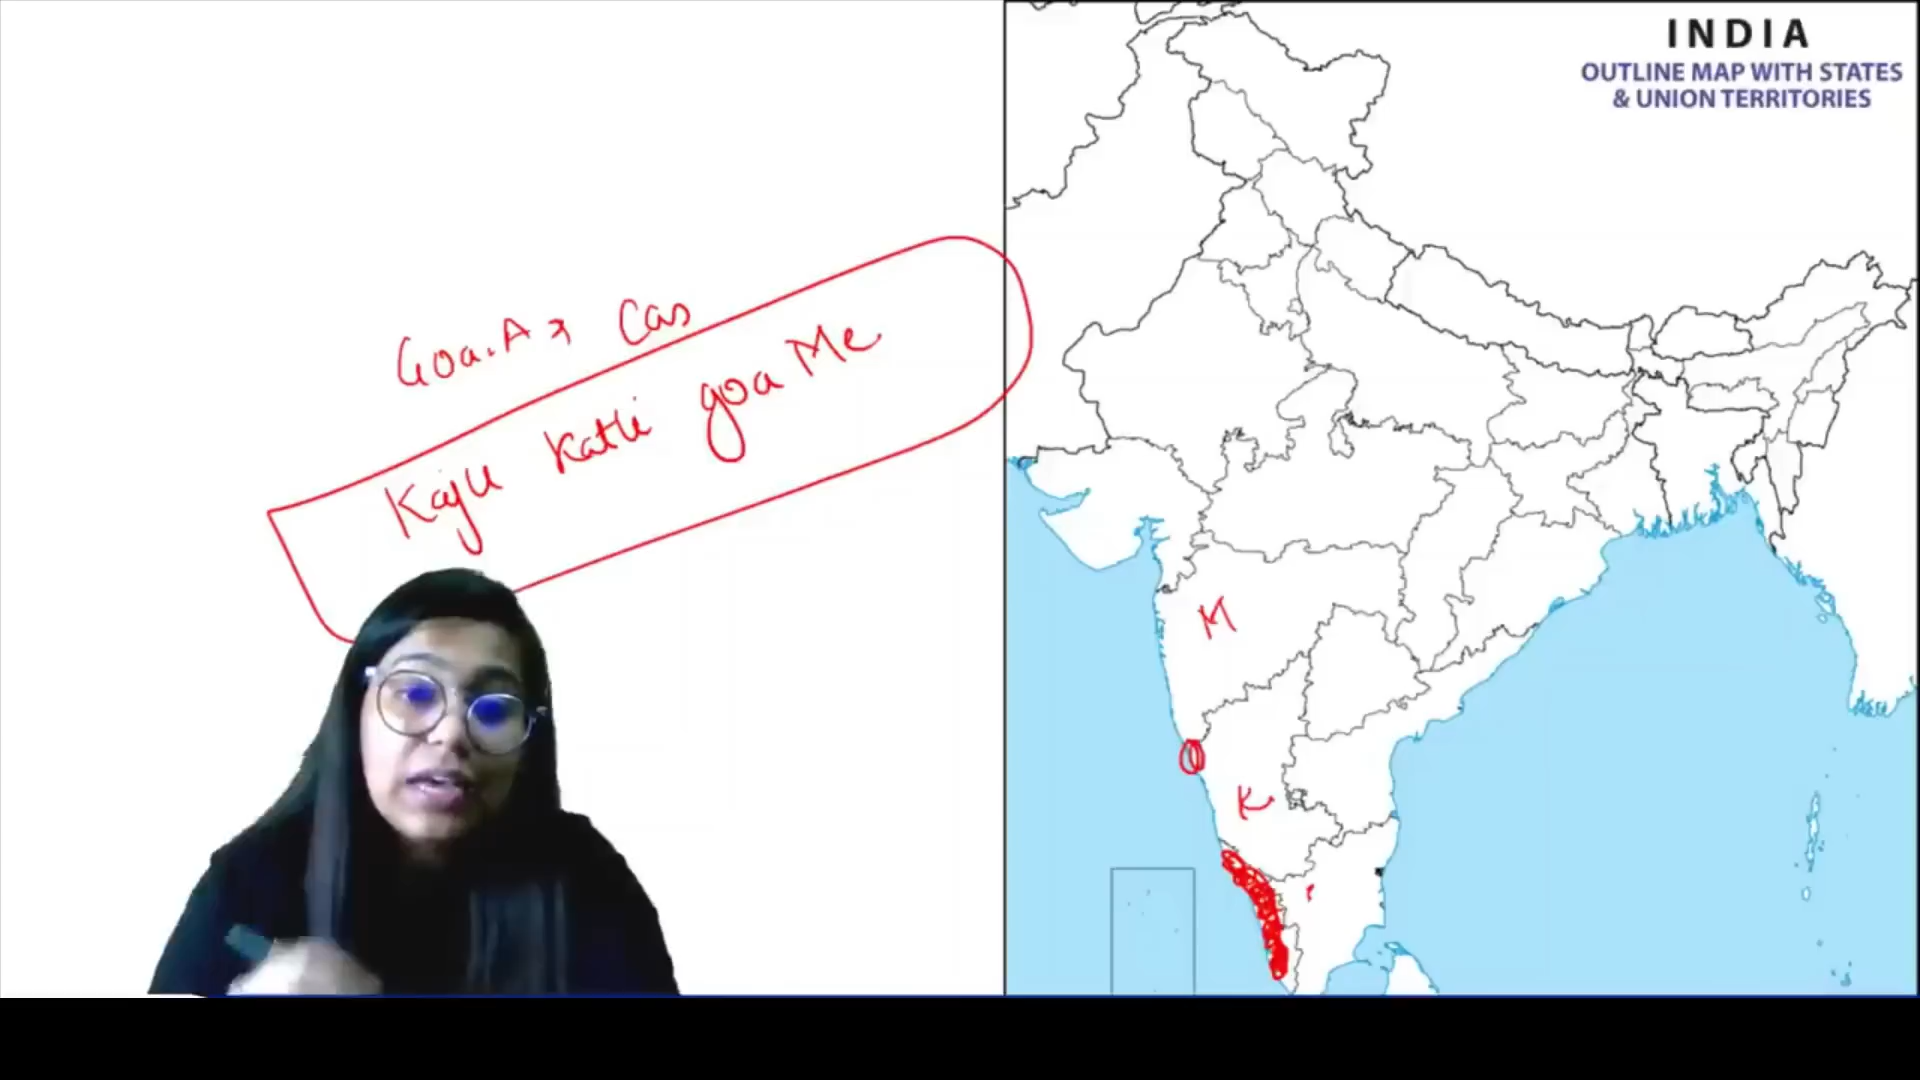 INDIA
OUTLINE MAP WITH STATES
& UNION TERRITORIES
Goa. Cas
Kaju Katli goa Me
M
K